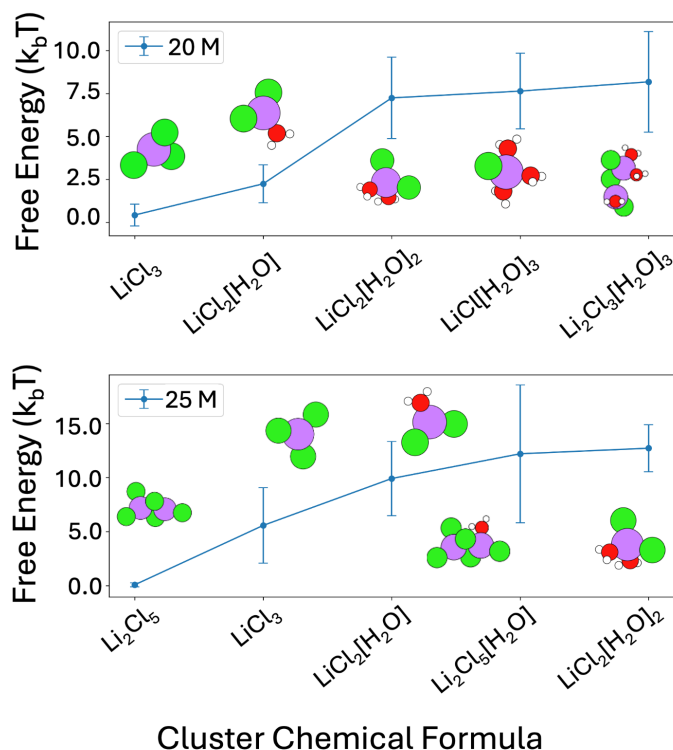 Free Energy (k_bT)
10.0
7.5
5.0
2.5
0.0
20 M
LiCl₃
LiCl₂[H₂O]
LiCl₂[H₂O]₂
LiCl[H₂O]₃
Li₂Cl₃[H₂O]₃
Free Energy (k_bT)
15.0
10.0
5.0
0.0
25 M
Li₂Cl₅
LiCl₃
LiCl₂[H₂O]
Li₂Cl₅[H₂O]
LiCl₂[H₂O]₂
Cluster Chemical Formula